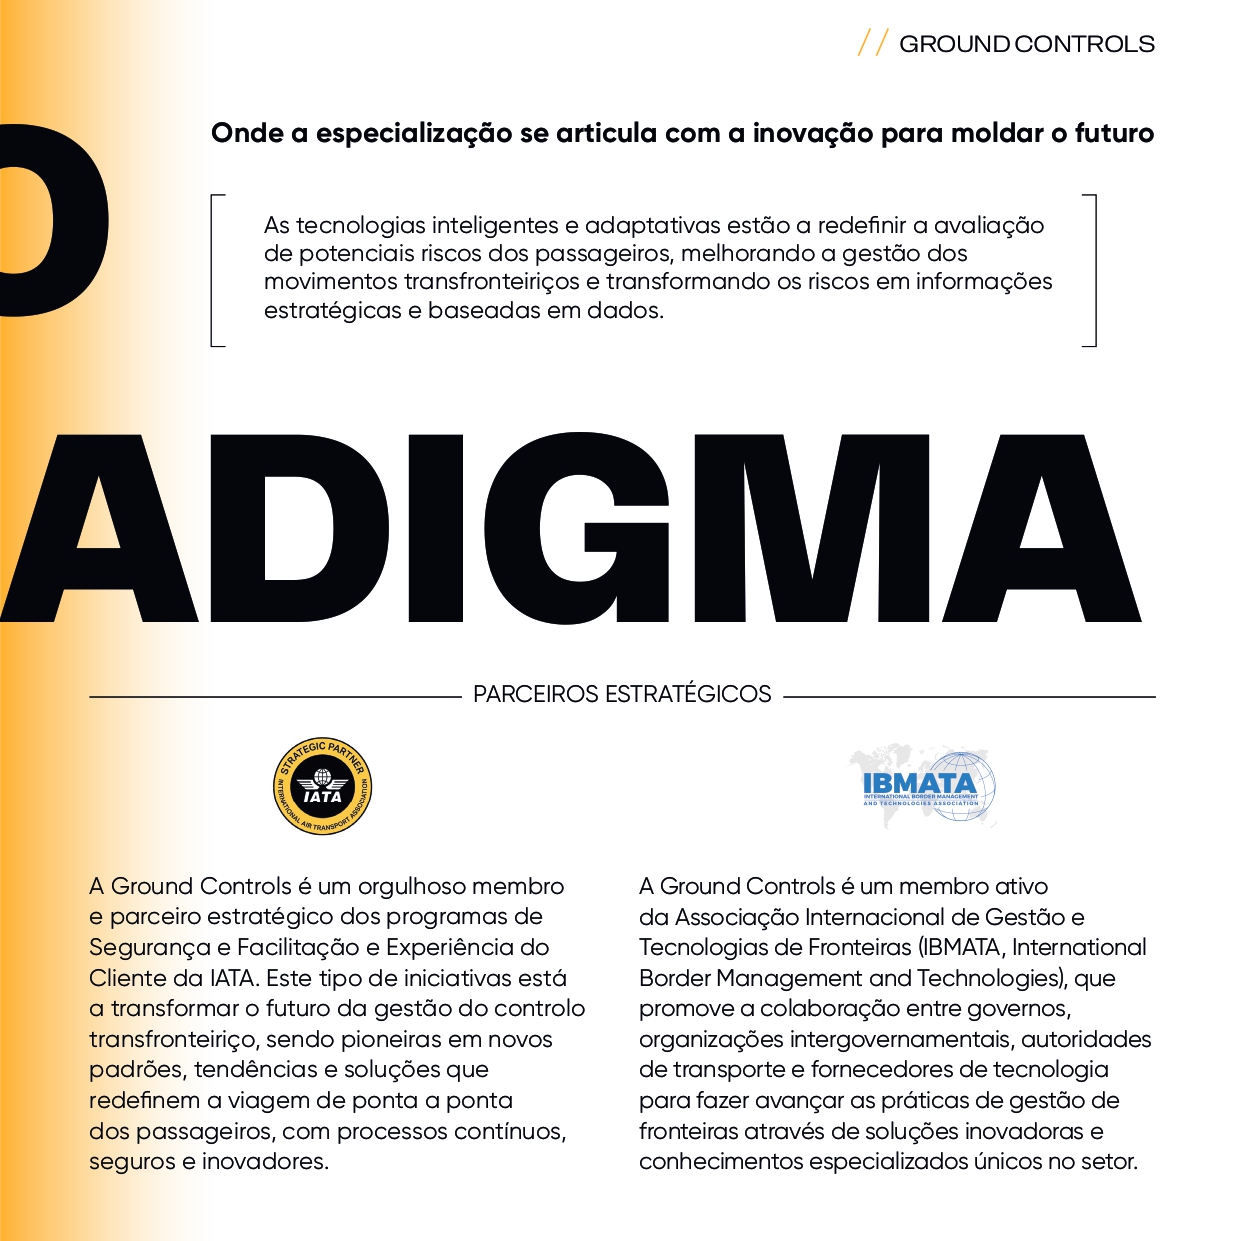 // GROUND CONTROLS
Onde a especialização se articula com a inovação para moldar o futuro
As tecnologias inteligentes e adaptativas estão a redefinir a avaliação
de potenciais riscos dos passageiros, melhorando a gestão dos
movimentos transfronteiriços e transformando os riscos em informações
estratégicas e baseadas em dados.
O
ADIGMA
PARCEIROS ESTRATÉGICOS
STRATEGIC PARTNER
IATA
INTERNATIONAL AIR TRANSPORT ASSOCIATION
IBMATA
INTERNATIONAL BORDER MANAGEMENT
AND TECHNOLOGIES ASSOCIATION
A Ground Controls é um orgulhoso membro
e parceiro estratégico dos programas de
Segurança e Facilitação e Experiência do
Cliente da IATA. Este tipo de iniciativas está
a transformar o futuro da gestão do controlo
transfronteiriço, sendo pioneiras em novos
padrões, tendências e soluções que
redefinem a viagem de ponta a ponta
dos passageiros, com processos contínuos,
seguros e inovadores.
A Ground Controls é um membro ativo
da Associação Internacional de Gestão e
Tecnologias de Fronteiras (IBMATA, International
Border Management and Technologies), que
promove a colaboração entre governos,
organizações intergovernamentais, autoridades
de transporte e fornecedores de tecnologia
para fazer avançar as práticas de gestão de
fronteiras através de soluções inovadoras e
conhecimentos especializados únicos no setor.